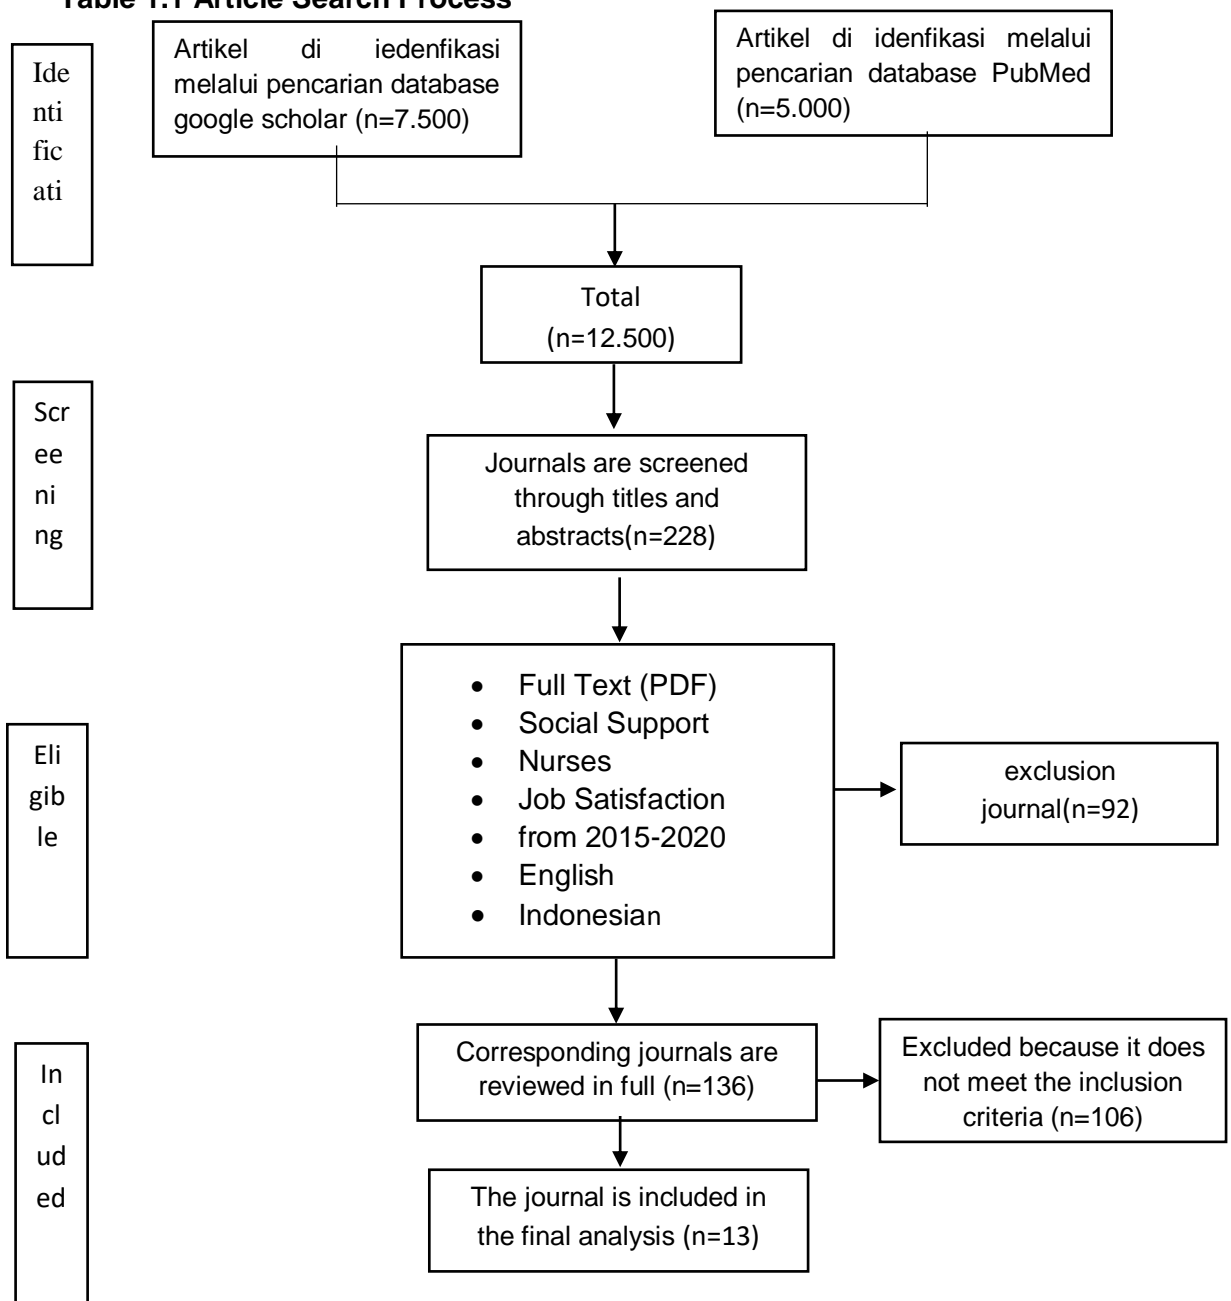 Table 1.1 Article Search Process
Ide
nti
fic
ati
Artikel di iedenfikasi
melalui pencarian database
google scholar (n=7.500)
Artikel di idenfikasi melalui
pencarian database PubMed
(n=5.000)
Total
(n=12.500)
Scr
ee
ni
ng
Journals are screened
through titles and
abstracts(n=228)
Eli
gib
le
• Full Text (PDF)
• Social Support
• Nurses
• Job Satisfaction
• from 2015-2020
• English
• Indonesian
exclusion
journal(n=92)
In
cl
ud
ed
Corresponding journals are
reviewed in full (n=136)
Excluded because it does
not meet the inclusion
criteria (n=106)
The journal is included in
the final analysis (n=13)